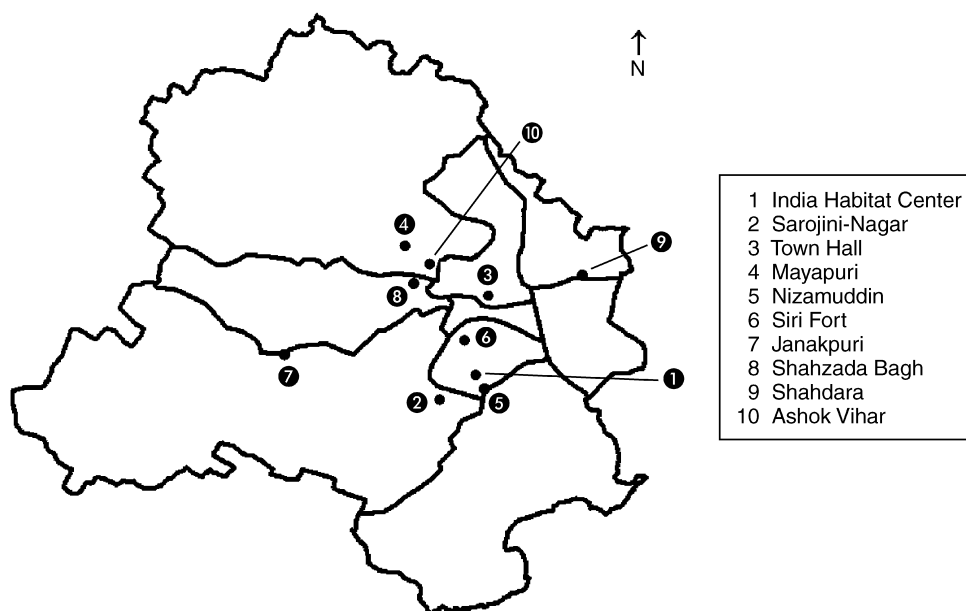 ↑
N
10
4
9
3
8
6
7
1
2
5
1 India Habitat Center
2 Sarojini-Nagar
3 Town Hall
4 Mayapuri
5 Nizamuddin
6 Siri Fort
7 Janakpuri
8 Shahzada Bagh
9 Shahdara
10 Ashok Vihar